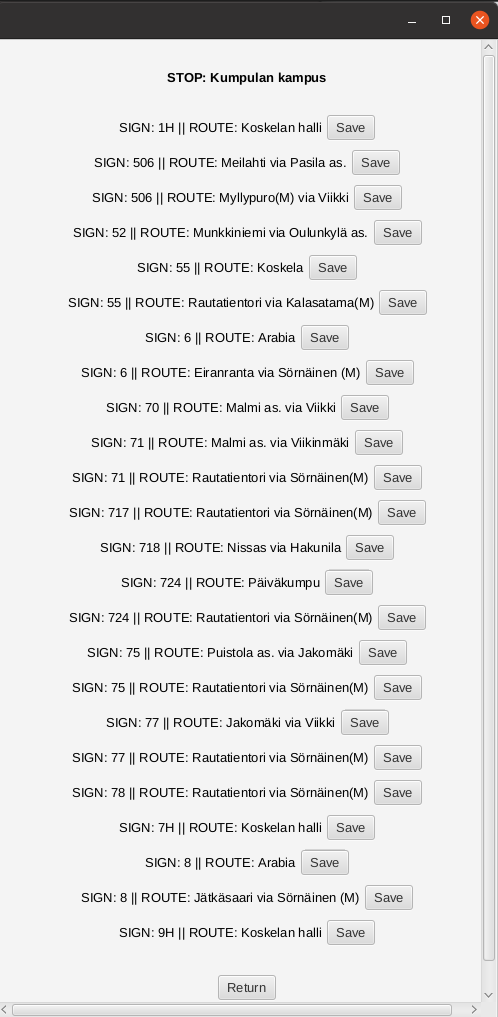 STOP: Kumpulan kampus
SIGN: 1H || ROUTE: Koskelan halli Save
SIGN: 506 || ROUTE: Meilahti via Pasila as. Save
SIGN: 506 || ROUTE: Myllypuro(M) via Viikki Save
SIGN: 52 || ROUTE: Munkkiniemi via Oulunkylä as. Save
SIGN: 55 || ROUTE: Koskela Save
SIGN: 55 || ROUTE: Rautatientori via Kalasatama(M) Save
SIGN: 6 || ROUTE: Arabia Save
SIGN: 6 || ROUTE: Eiranranta via Sörnäinen (M) Save
SIGN: 70 || ROUTE: Malmi as. via Viikki Save
SIGN: 71 || ROUTE: Malmi as. via Viikinmäki Save
SIGN: 71 || ROUTE: Rautatientori via Sörnäinen(M) Save
SIGN: 717 || ROUTE: Rautatientori via Sörnäinen(M) Save
SIGN: 718 || ROUTE: Nissas via Hakunila Save
SIGN: 724 || ROUTE: Päiväkumpu Save
SIGN: 724 || ROUTE: Rautatientori via Sörnäinen(M) Save
SIGN: 75 || ROUTE: Puistola as. via Jakomäki Save
SIGN: 75 || ROUTE: Rautatientori via Sörnäinen(M) Save
SIGN: 77 || ROUTE: Jakomäki via Viikki Save
SIGN: 77 || ROUTE: Rautatientori via Sörnäinen(M) Save
SIGN: 78 || ROUTE: Rautatientori via Sörnäinen(M) Save
SIGN: 7H || ROUTE: Koskelan halli Save
SIGN: 8 || ROUTE: Arabia Save
SIGN: 8 || ROUTE: Jätkäsaari via Sörnäinen (M) Save
SIGN: 9H || ROUTE: Koskelan halli Save
Return